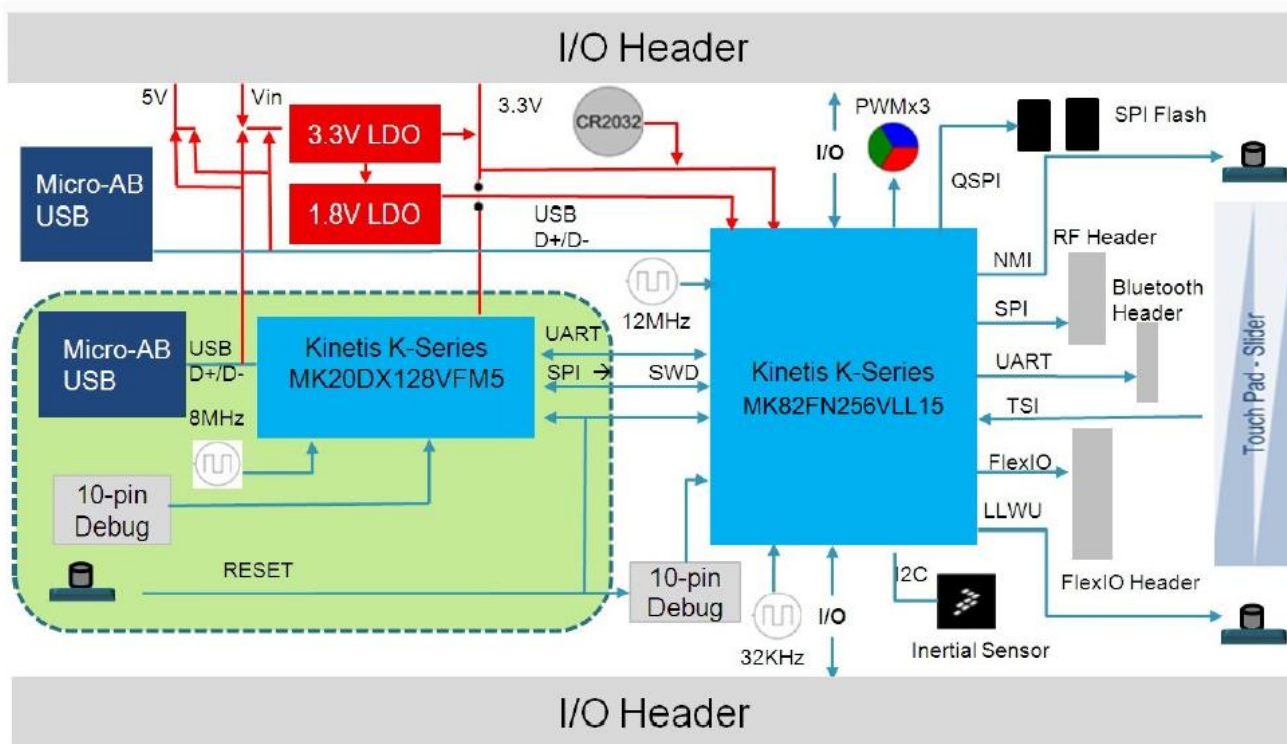 I/O Header
5V
Vin
3.3V
3.3V LDO
1.8V LDO
CR2032
I/O
PWMx3
SPI Flash
QSPI
Micro-AB
USB
USB
D+/D-
12MHz
NMI
RF Header
SPI
Bluetooth
Header
UART
TSI
FlexIO
LLWU
FlexIO Header
Touch Pad - Slider
Micro-AB
USB
USB
D+/D-
8MHz
Kinetis K-Series
MK20DX128VFM5
UART
SPI → SWD
Kinetis K-Series
MK82FN256VLL15
10-pin
Debug
RESET
10-pin
Debug
32KHz
I/O
I2C
Inertial Sensor
I/O Header